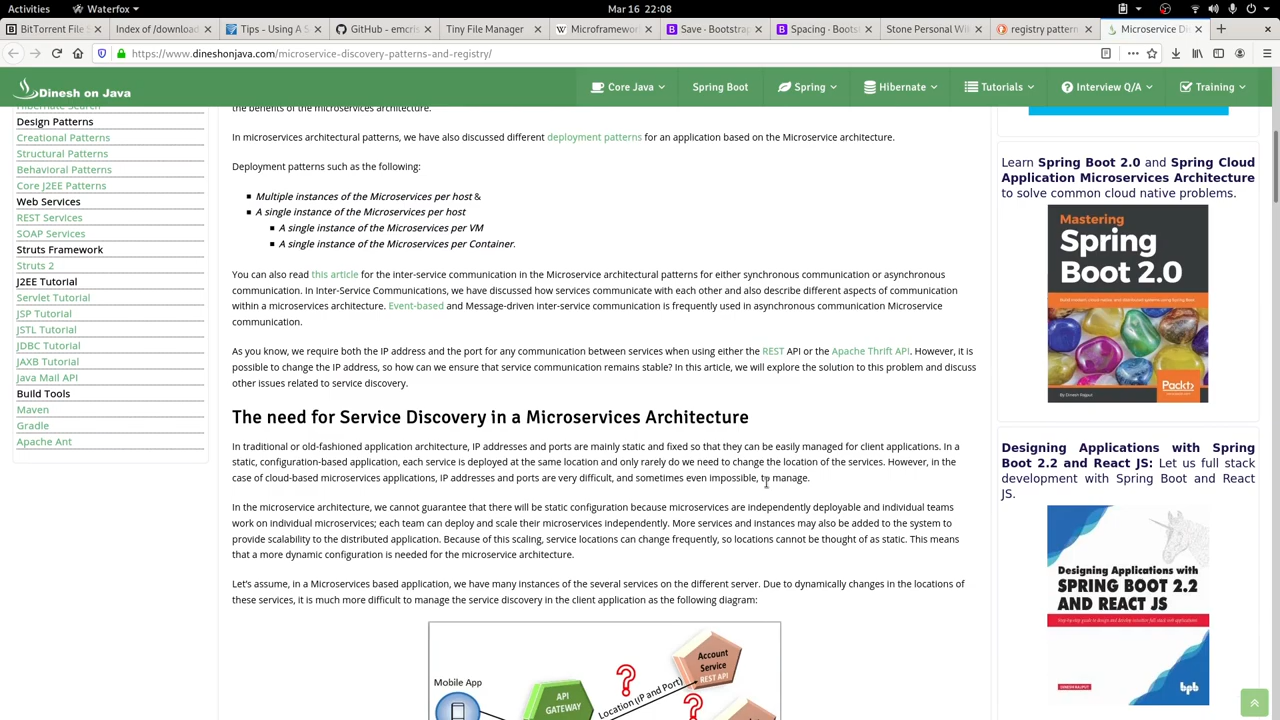 Activities
Waterfox
Mar 16 22:08
BitTorrent File
Index of /download
Tips - Using A S
GitHub - emcris
Tiny File Manager
Microframework
Save · Bootstrap
Spacing · Bootst
Stone Personal Wi
registry pattern
Microservice Di
https://www.dineshonjava.com/microservice-discovery-patterns-and-registry/
Dinesh on Java
Core Java
Spring Boot
Spring
Hibernate
Tutorials
Interview Q/A
Training
Hibernate Search
Design Patterns
Creational Patterns
Structural Patterns
Behavioral Patterns
Core J2EE Patterns
Web Services
REST Services
SOAP Services
Struts Framework
Struts 2
J2EE Tutorial
Servlet Tutorial
JSP Tutorial
JSTL Tutorial
JDBC Tutorial
JAXB Tutorial
Java Mail API
Build Tools
Maven
Gradle
Apache Ant
the benefits of the microservices architecture.
In microservices architectural patterns, we have also discussed different deployment patterns for an application based on the Microservice architecture.
Deployment patterns such as the following:
Multiple instances of the Microservices per host &
A single instance of the Microservices per host
A single instance of the Microservices per VM
A single instance of the Microservices per Container.
You can also read this article for the inter-service communication in the Microservice architectural patterns for either synchronous communication or asynchronous
communication. In Inter-Service Communications, we have discussed how services communicate with each other and also describe different aspects of communication
within a microservices architecture. Event-based and Message-driven inter-service communication is frequently used in asynchronous communication Microservice
communication.
As you know, we require both the IP address and the port for any communication between services when using either the REST API or the Apache Thrift API. However, it is
possible to change the IP address, so how can we ensure that service communication remains stable? In this article, we will explore the solution to this problem and discuss
other issues related to service discovery.
The need for Service Discovery in a Microservices Architecture
In traditional or old-fashioned application architecture, IP addresses and ports are mainly static and fixed so that they can be easily managed for client applications. In a
static, configuration-based application, each service is deployed at the same location and only rarely do we need to change the location of the services. However, in the
case of cloud-based microservices applications, IP addresses and ports are very difficult, and sometimes even impossible, to manage.
In the microservice architecture, we cannot guarantee that there will be static configuration because microservices are independently deployable and individual teams
work on individual microservices; each team can deploy and scale their microservices independently. More services and instances may also be added to the system to
provide scalability to the distributed application. Because of this scaling, service locations can change frequently, so locations cannot be thought of as static. This means
that a more dynamic configuration is needed for the microservice architecture.
Let's assume, in a Microservices based application, we have many instances of the several services on the different server. Due to dynamically changes in the locations of
these services, it is much more difficult to manage the service discovery in the client application as the following diagram:
Mobile App
API
GATEWAY
Location (IP and Port)
?
?
Account
Service
REST API
Learn Spring Boot 2.0 and Spring Cloud
Application Microservices Architecture
to solve common cloud native problems.
Mastering
Spring
Boot 2.0
Packt>
By Dinesh Rajput
Designing Applications with Spring
Boot 2.2 and React JS: Let us full stack
development with Spring Boot and React
JS.
Designing Applications with
SPRING BOOT 2.2
AND REACT JS
DINESH RAJPUT
bpb